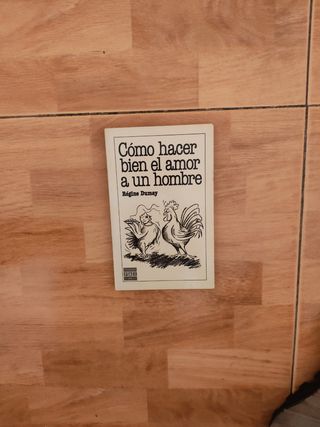 Cómo hacer
bien el amor
a un hombre
Régine Dumay